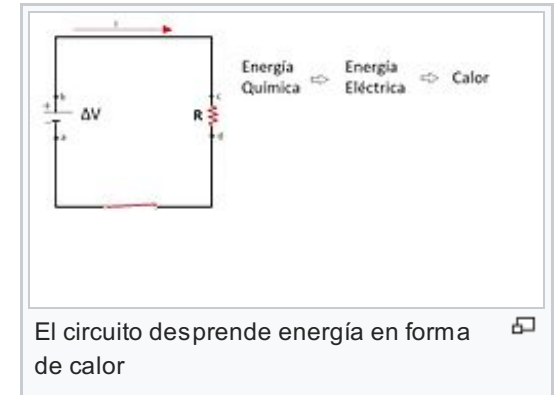 I
Energía Energía
Química ⇨ Eléctrica ⇨ Calor
b c
+
ΔV R
-
a d
El circuito desprende energía en forma
de calor